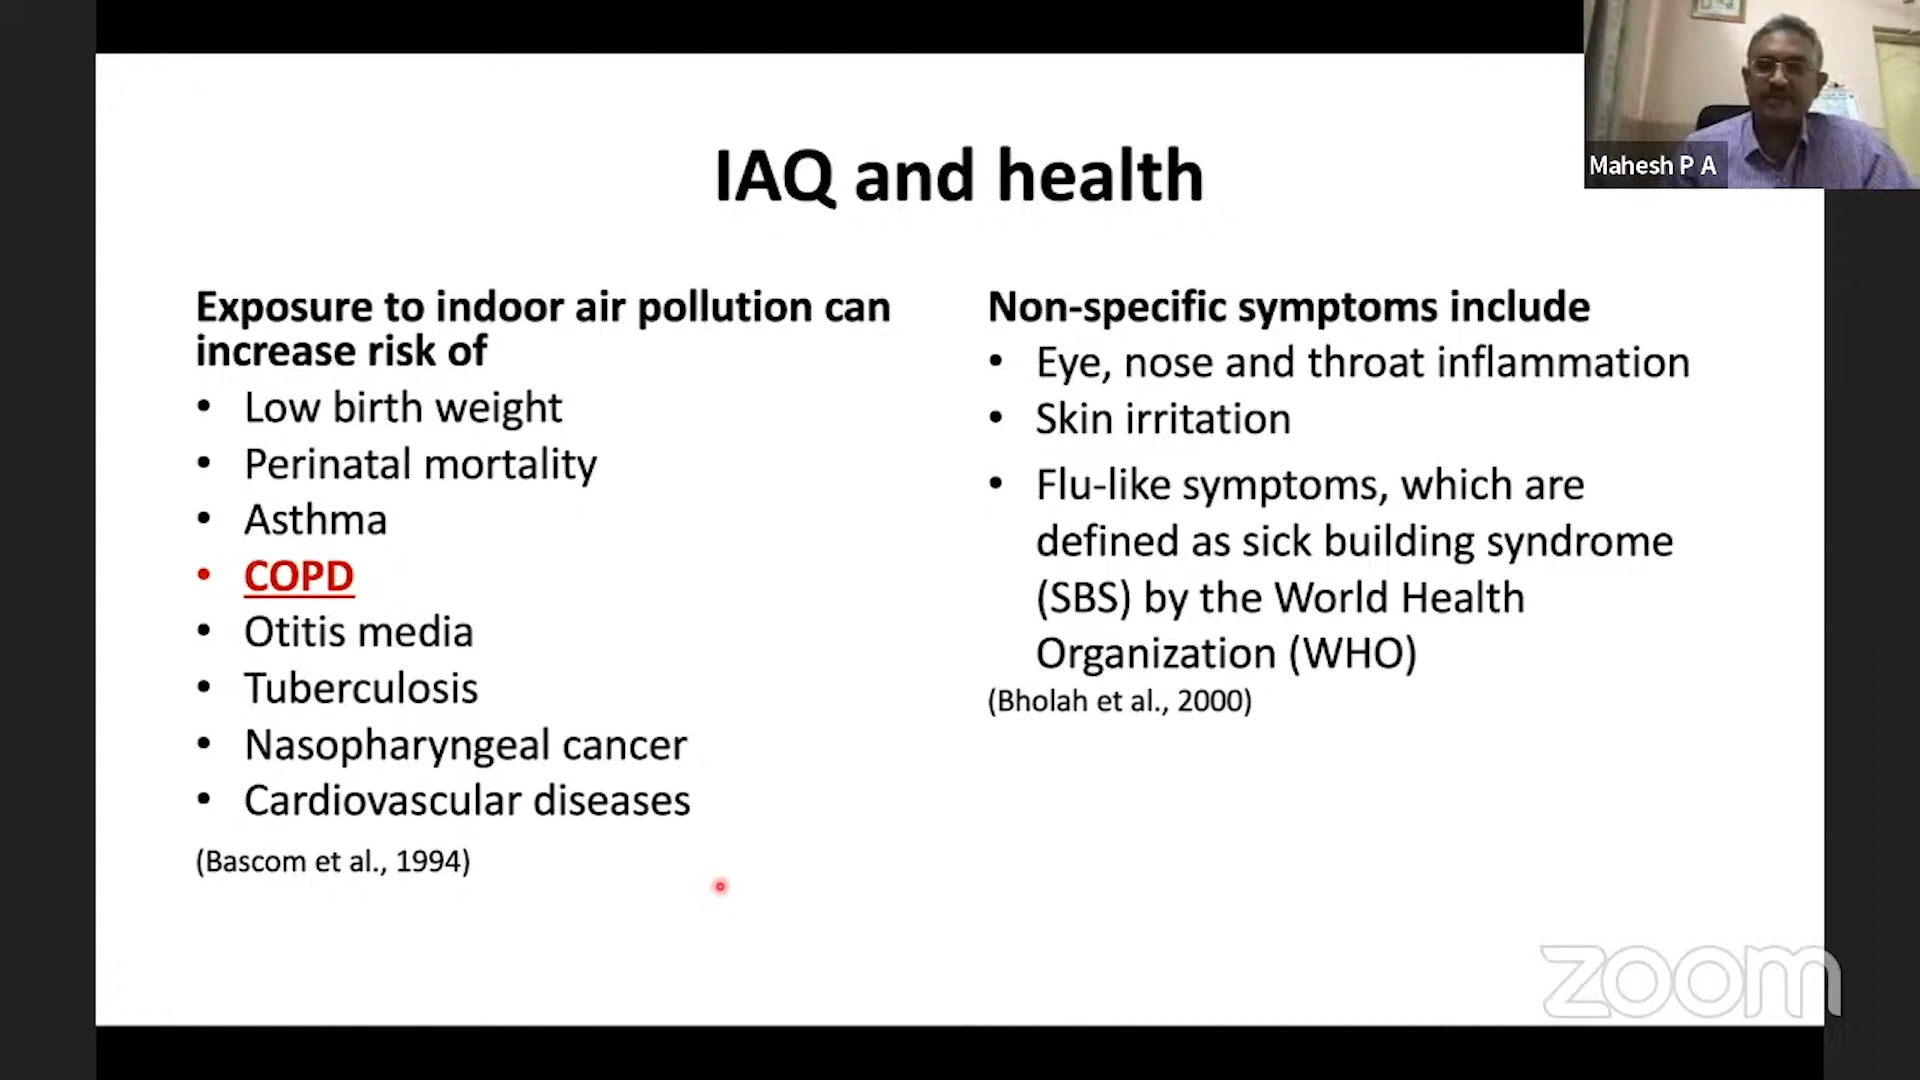 IAQ and health
Mahesh P A
Exposure to indoor air pollution can
increase risk of
• Low birth weight
• Perinatal mortality
• Asthma
• COPD
• Otitis media
• Tuberculosis
• Nasopharyngeal cancer
• Cardiovascular diseases
(Bascom et al., 1994)
Non-specific symptoms include
• Eye, nose and throat inflammation
• Skin irritation
• Flu-like symptoms, which are
defined as sick building syndrome
(SBS) by the World Health
Organization (WHO)
(Bholah et al., 2000)
zoom